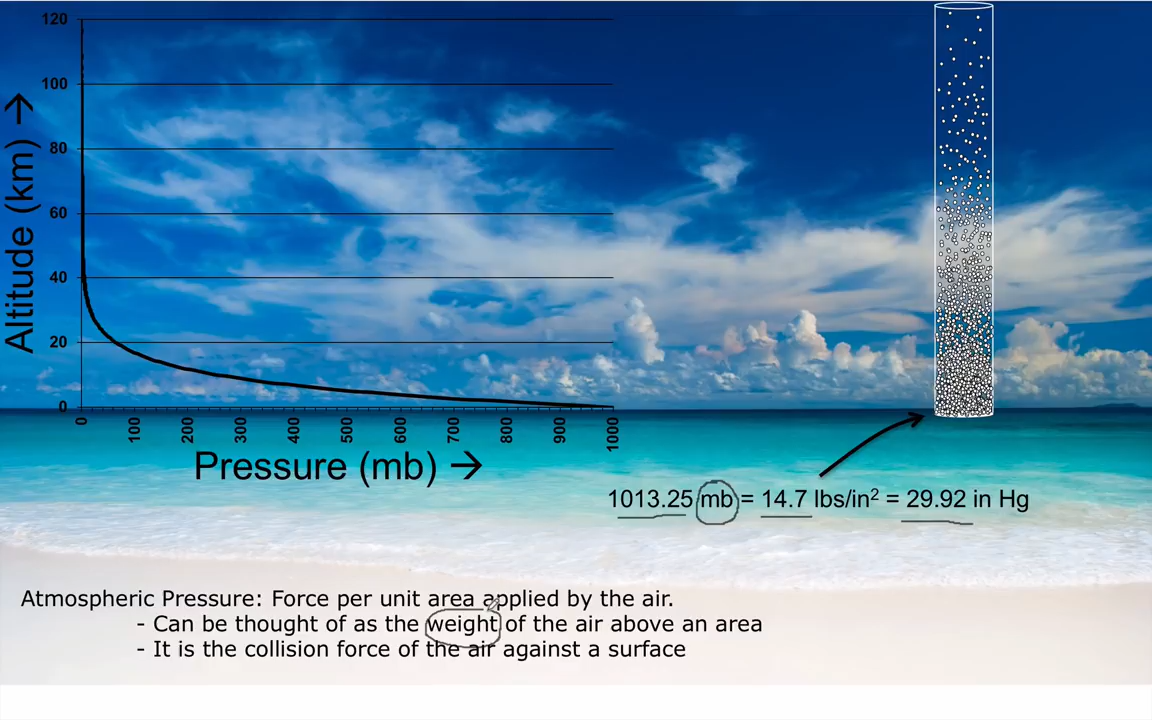 120
100
80
60
40
20
0
Altitude (km) →
0 100 200 300 400 500 600 700 800 900 1000
Pressure (mb) →
1013.25 mb = 14.7 lbs/in² = 29.92 in Hg
Atmospheric Pressure: Force per unit area applied by the air.
- Can be thought of as the weight of the air above an area
- It is the collision force of the air against a surface